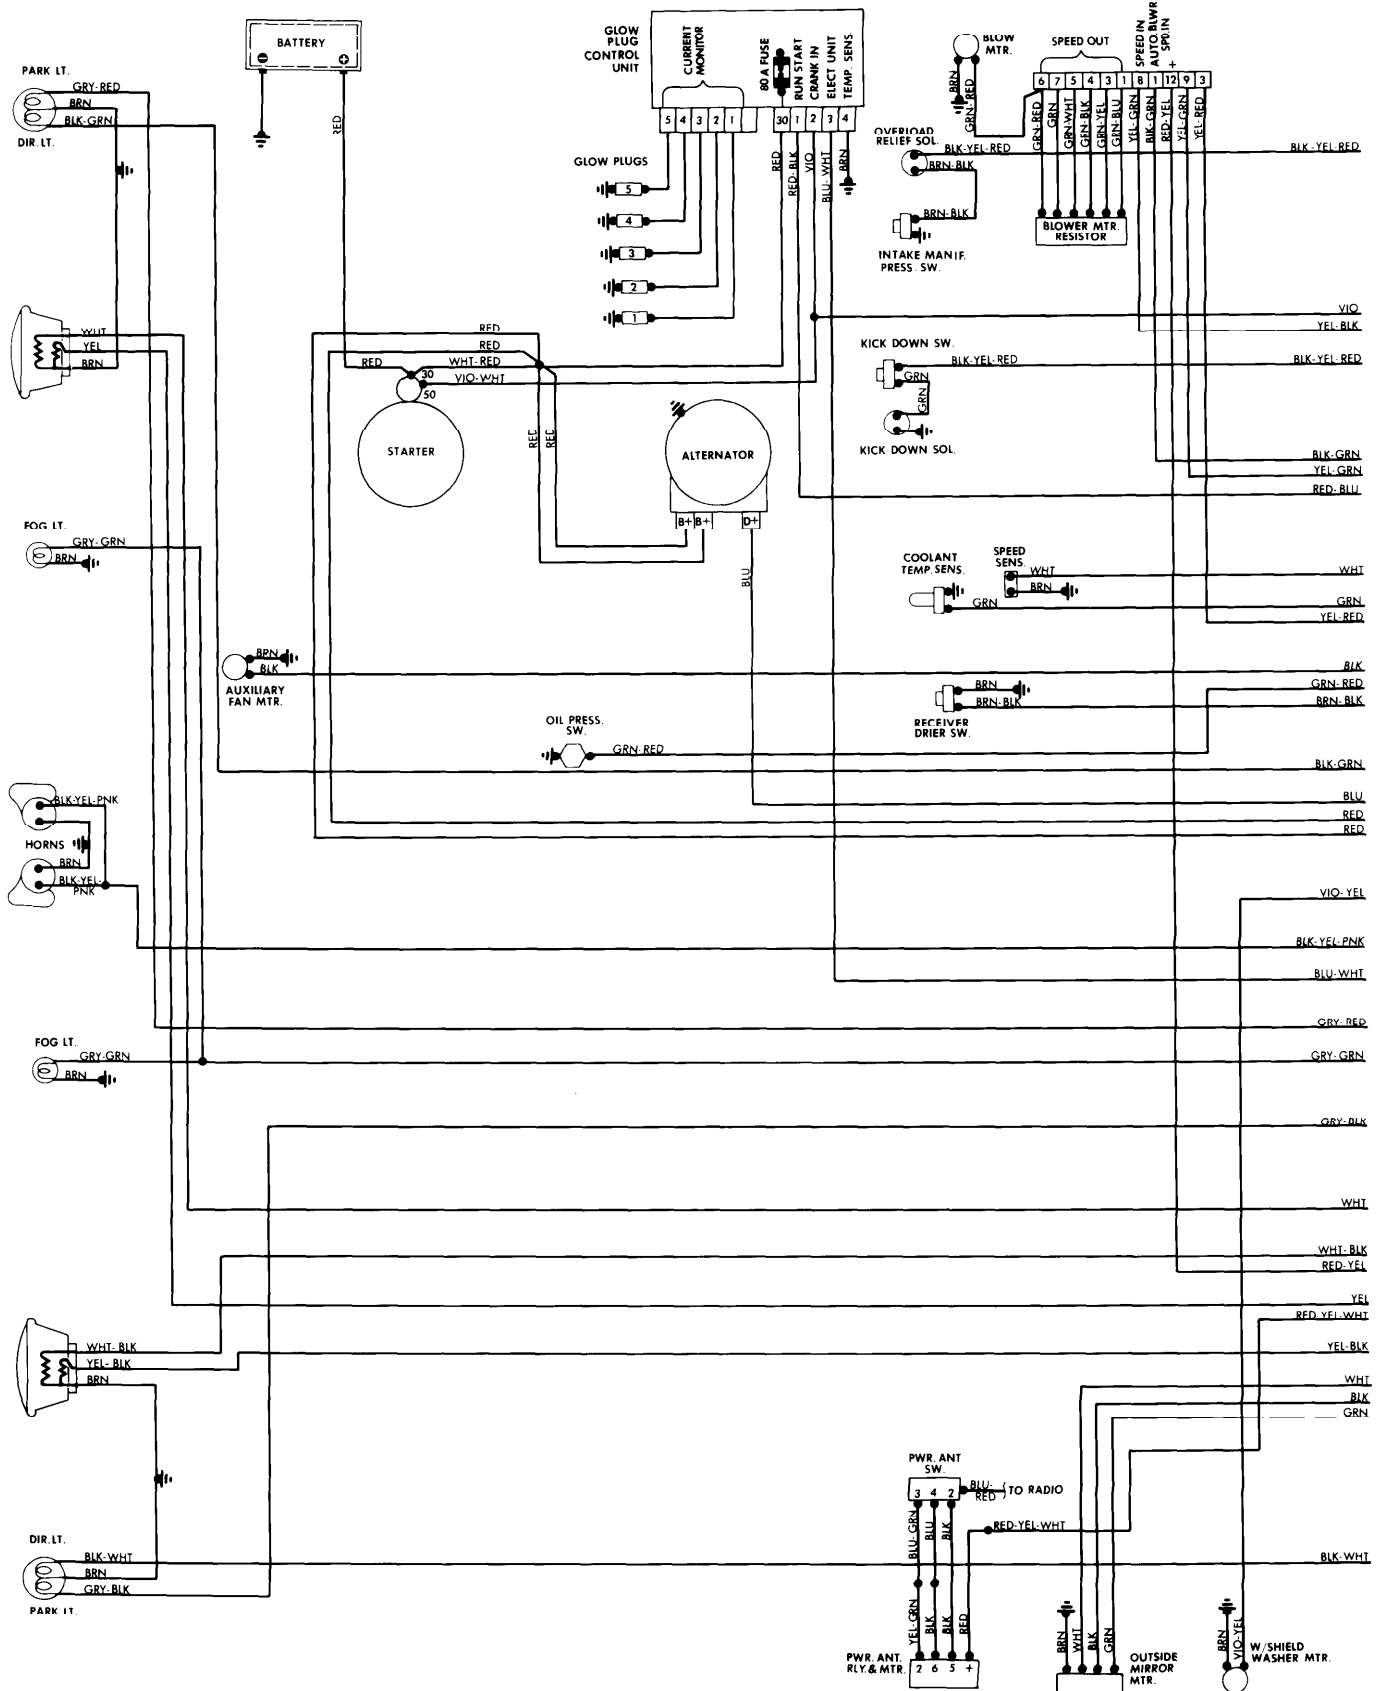 BATTERY
RED
PARK LT.
GRY-RED
BRN
BLK-GRN
DIR. LT.
GLOW
PLUG
CONTROL
UNIT
CURRENT
MONITOR
80 A FUSE
RUN START
CRANK IN
ELECT UNIT
TEMP. SENS.
5 4 3 2 1
30 1 2 3 4
RED
RED-BLK
VIO
BLU-WHT
BRN
GLOW PLUGS
5
4
3
2
1
BLOW
MTR.
BRN
GRN-RED
SPEED OUT
SPEED IN
AUTO. BLWR
SPD. IN
+
6 7 5 4 3 1 8 1 12 9 3
GRN-RED
GRN
GRN-WHT
GRN-BLK
GRN-YEL
GRN-BLU
YEL-GRN
BLK-GRN
RED-YEL
YEL-GRN
YEL-RED
OVERLOAD
RELIEF SOL.
BLK-YEL-RED
BLK-YEL-RED
BRN-BLK
BRN-BLK
INTAKE MANIF.
PRESS. SW.
BLOWER MTR.
RESISTOR
VIO
YEL-BLK
WHT
YEL
BRN
RED
RED
RED
WHT-RED
VIO-WHT
30
50
STARTER
RED
RED
ALTERNATOR
B+ B+ D+
BLU
KICK DOWN SW.
BLK-YEL-RED
BLK-YEL-RED
GRN
GRN
KICK DOWN SOL.
BLK-GRN
YEL-GRN
RED-BLU
FOG LT.
GRY-GRN
BRN
COOLANT
TEMP. SENS.
GRN
SPEED
SENS.
WHT
BRN
WHT
GRN
YEL-RED
BRN
BLK
AUXILIARY
FAN MTR.
BLK
GRN-RED
BRN-BLK
BRN
BRN-BLK
RECEIVER
DRIER SW.
OIL PRESS.
SW.
GRN-RED
BLK-GRN
BLU
RED
RED
BLK-YEL-PNK
HORNS
BRN
BLK-YEL-
PNK
VIO-YEL
BLK-YEL-PNK
BLU-WHT
GRY-RED
FOG LT.
GRY-GRN
BRN
GRY-GRN
GRY-BLK
WHT
WHT-BLK
RED-YEL
YEL
RED-YEL-WHT
YEL-BLK
WHT-BLK
YEL-BLK
BRN
WHT
BLK
GRN
PWR. ANT
SW.
3 4 2
BLU-
RED
TO RADIO
BLU-GRN
BLU
BLK
RED-YEL-WHT
YEL-GRN
BLK
BLK
RED
PWR. ANT.
RLY. & MTR.
2 6 5 +
DIR. LT.
BLK-WHT
BRN
GRY-BLK
PARK LT.
BLK-WHT
BRN
WHT
BLK
GRN
OUTSIDE
MIRROR
MTR.
BRN
VIO-YEL
W/SHIELD
WASHER MTR.